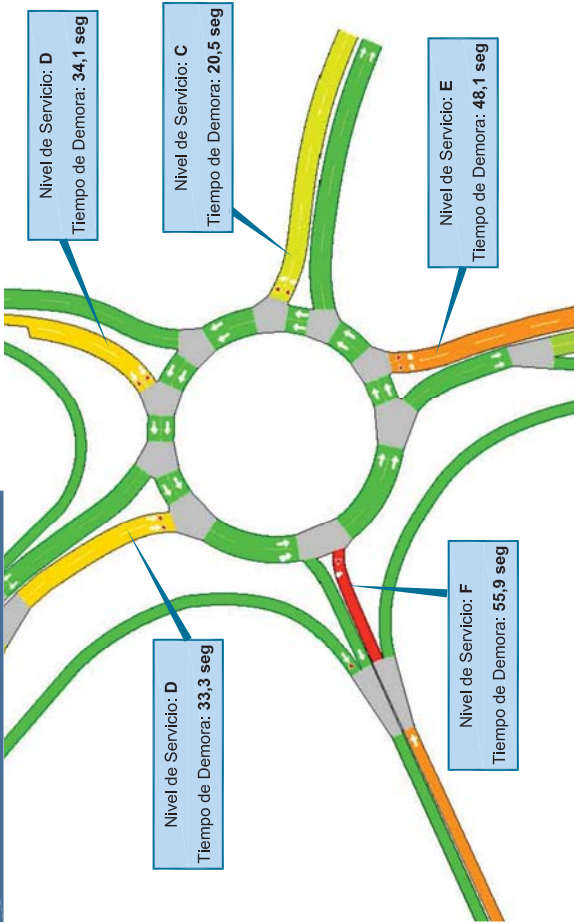 Nivel de Servicio: D
Tiempo de Demora: 34,1 seg
Nivel de Servicio: C
Tiempo de Demora: 20,5 seg
Nivel de Servicio: E
Tiempo de Demora: 48,1 seg
Nivel de Servicio: D
Tiempo de Demora: 33,3 seg
Nivel de Servicio: F
Tiempo de Demora: 55,9 seg